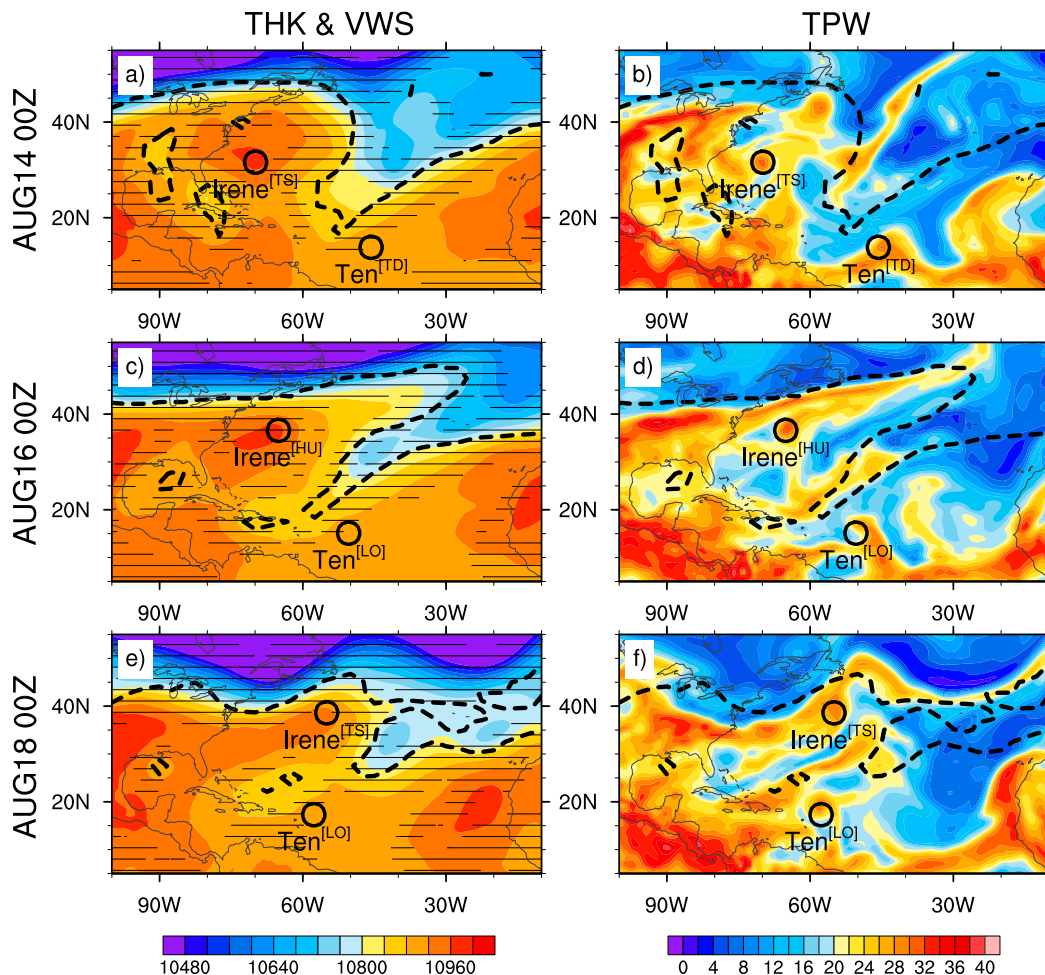 THK & VWS
TPW
AUG14 00Z
a)
40N
20N
Irene[TS]
Ten[TD]
90W 60W 30W
b)
40N
20N
Irene[TS]
Ten[TD]
90W 60W 30W
AUG16 00Z
c)
40N
20N
Irene[HU]
Ten[LO]
90W 60W 30W
d)
40N
20N
Irene[HU]
Ten[LO]
90W 60W 30W
AUG18 00Z
e)
40N
20N
Irene[TS]
Ten[LO]
90W 60W 30W
f)
40N
20N
Irene[TS]
Ten[LO]
90W 60W 30W
10480 10640 10800 10960
0 4 8 12 16 20 24 28 32 36 40